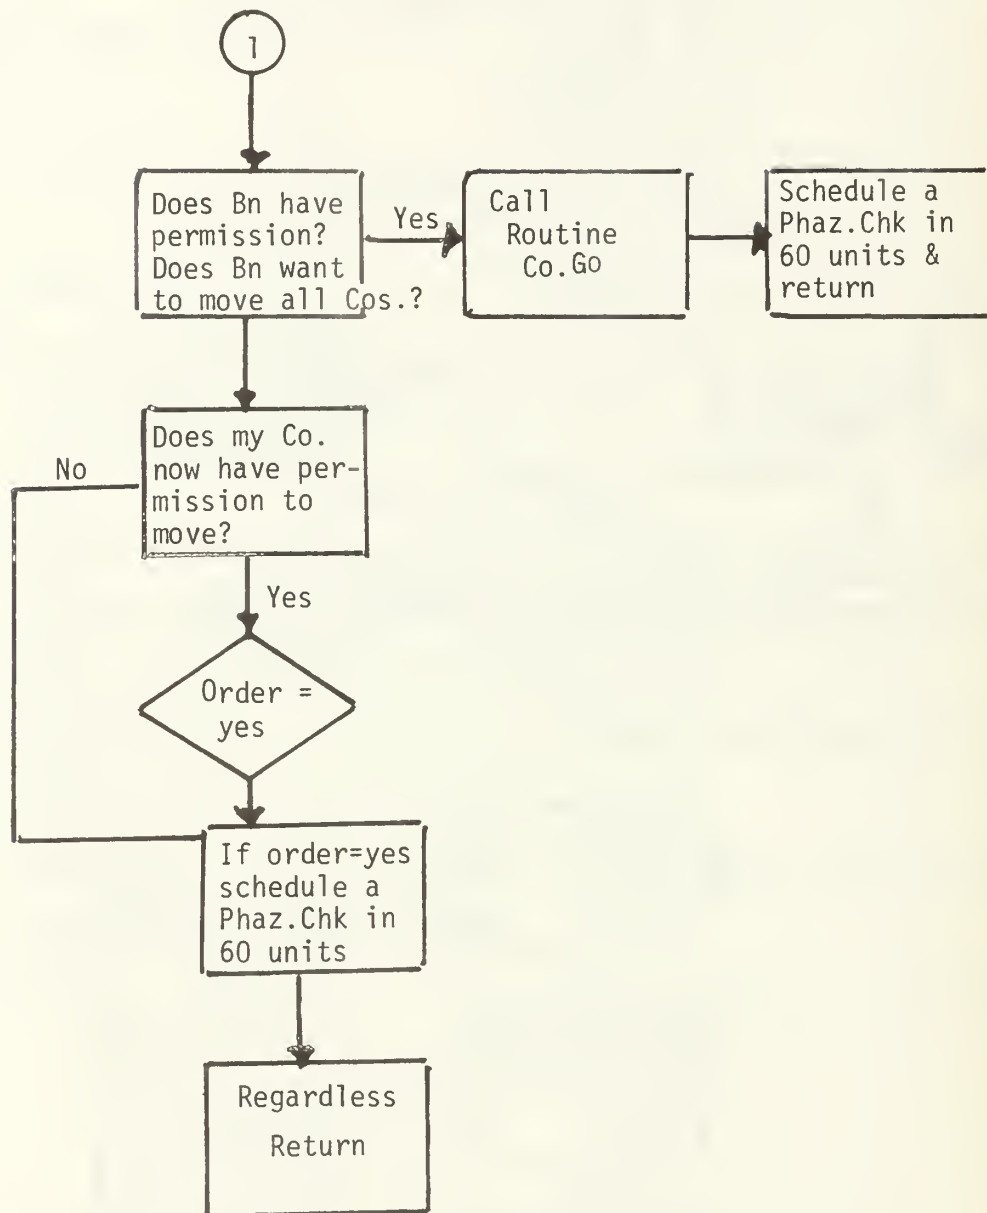 1
Does Bn have
permission?
Does Bn want
to move all Cos.?
Yes
Call
Routine
Co.Go
Schedule a
Phaz.Chk in
60 units &
return
Does my Co.
now have per-
mission to
move?
No
Yes
Order =
yes
If order=yes
schedule a
Phaz.Chk in
60 units
Regardless
Return